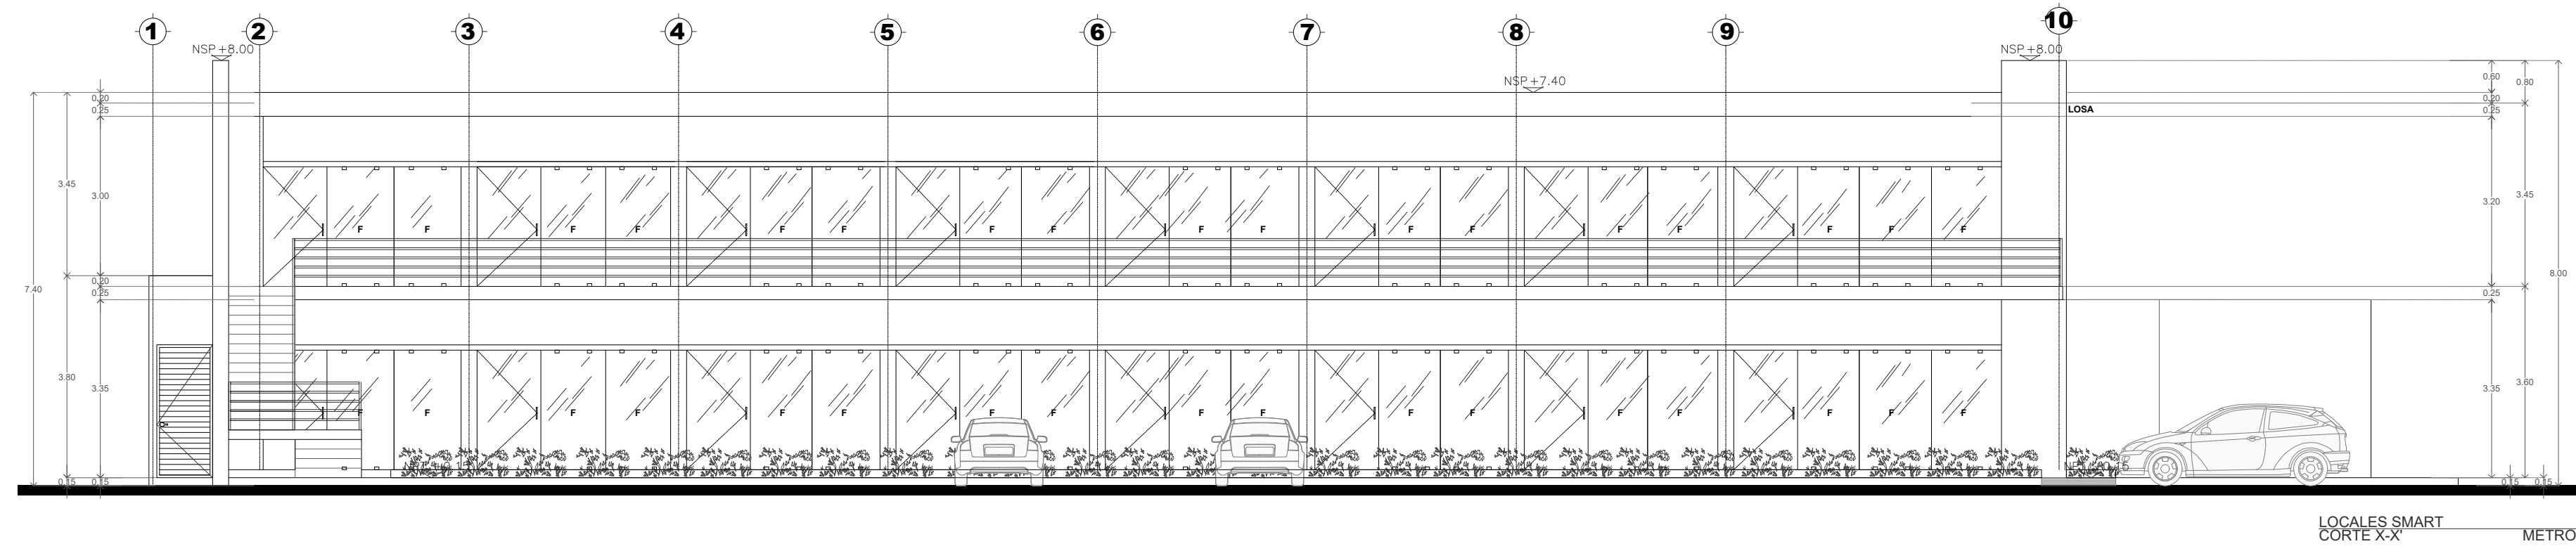 1 2 3 4 5 6 7 8 9 10
NSP +8.00
NSP +8.00
NSP +7.40
0.20
0.25
3.45
3.00
0.20
0.25
7.40
3.80
3.35
0.15
0.15
0.60
0.80
0.20
0.25
LOSA
3.20
3.45
8.00
0.25
3.35
3.60
0.15
0.15
F F F F F F F F F F F F F F F F F
F F F F F F F F F F F F F F F F F
LOCALES SMART
CORTE X-X'
METRO